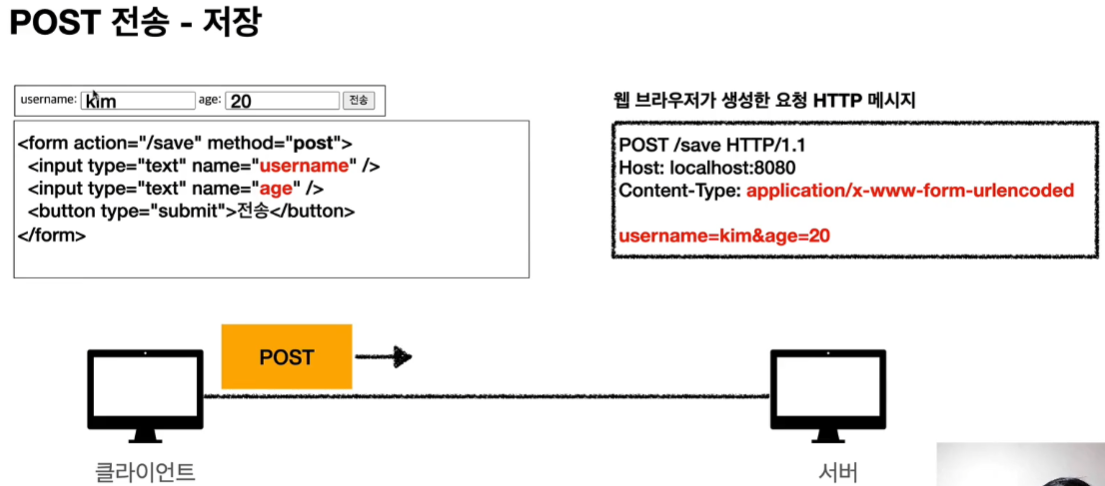 POST 전송 - 저장
username: kim age: 20 전송
<form action="/save" method="post">
<input type="text" name="username" />
<input type="text" name="age" />
<button type="submit">전송</button>
</form>
웹 브라우저가 생성한 요청 HTTP 메시지
POST /save HTTP/1.1
Host: localhost:8080
Content-Type: application/x-www-form-urlencoded
username=kim&age=20
POST
클라이언트
서버